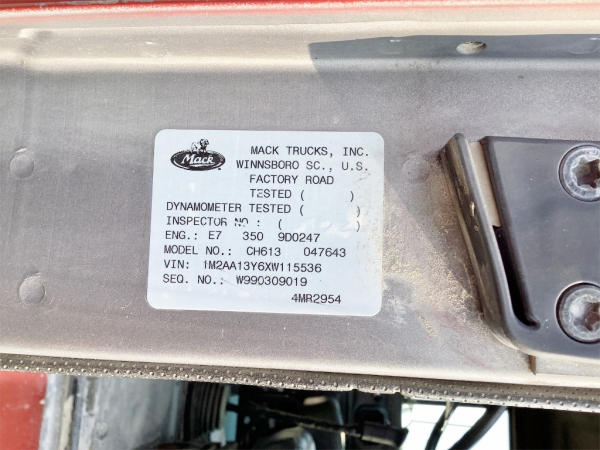 Mack
MACK TRUCKS, INC.
WINNSBORO SC., U.S.
FACTORY ROAD
TESTED ( )
DYNAMOMETER TESTED ( )
INSPECTOR NO : ( )
ENG.: E7 350 9D0247
MODEL NO.: CH613 047643
VIN: 1M2AA13Y6XW115536
SEQ. NO.: W990309019
4MR2954